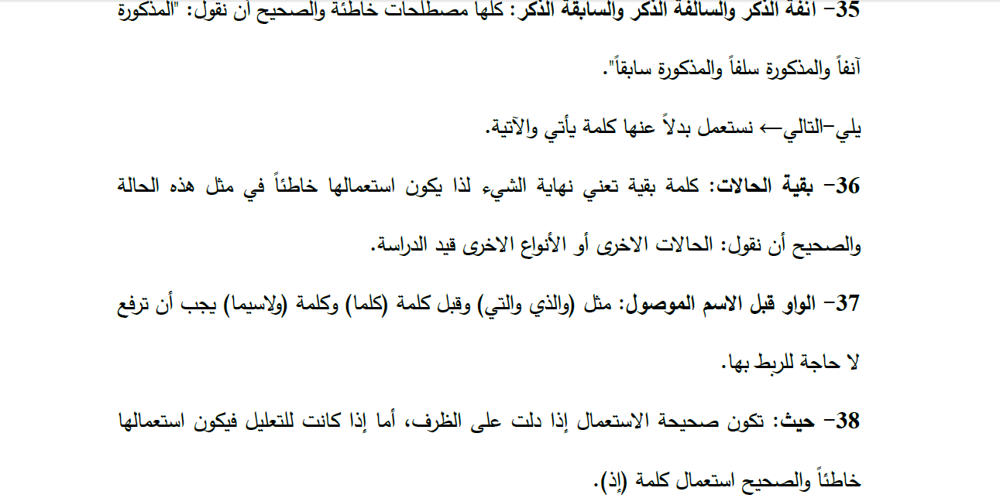 35- آنفة الذكر والسالفة الذكر والسابقة الذكر: كلها مصطلحات خاطئة والصحيح أن نقول: "المذكورة
آنفاً والمذكورة سلفاً والمذكورة سابقاً".
يلي-التالي← نستعمل بدلاً عنها كلمة يأتي والآتية.
36- بقية الحالات: كلمة بقية تعني نهاية الشيء لذا يكون استعمالها خاطئاً في مثل هذه الحالة
والصحيح أن نقول: الحالات الاخرى أو الأنواع الاخرى قيد الدراسة.
37- الواو قبل الاسم الموصول: مثل (والذي والتي) وقبل كلمة (كلما) وكلمة (ولاسيما) يجب أن ترفع
لا حاجة للربط بها.
38- حيث: تكون صحيحة الاستعمال إذا دلت على الظرف، أما إذا كانت للتعليل فيكون استعمالها
خاطئاً والصحيح استعمال كلمة (إذ).